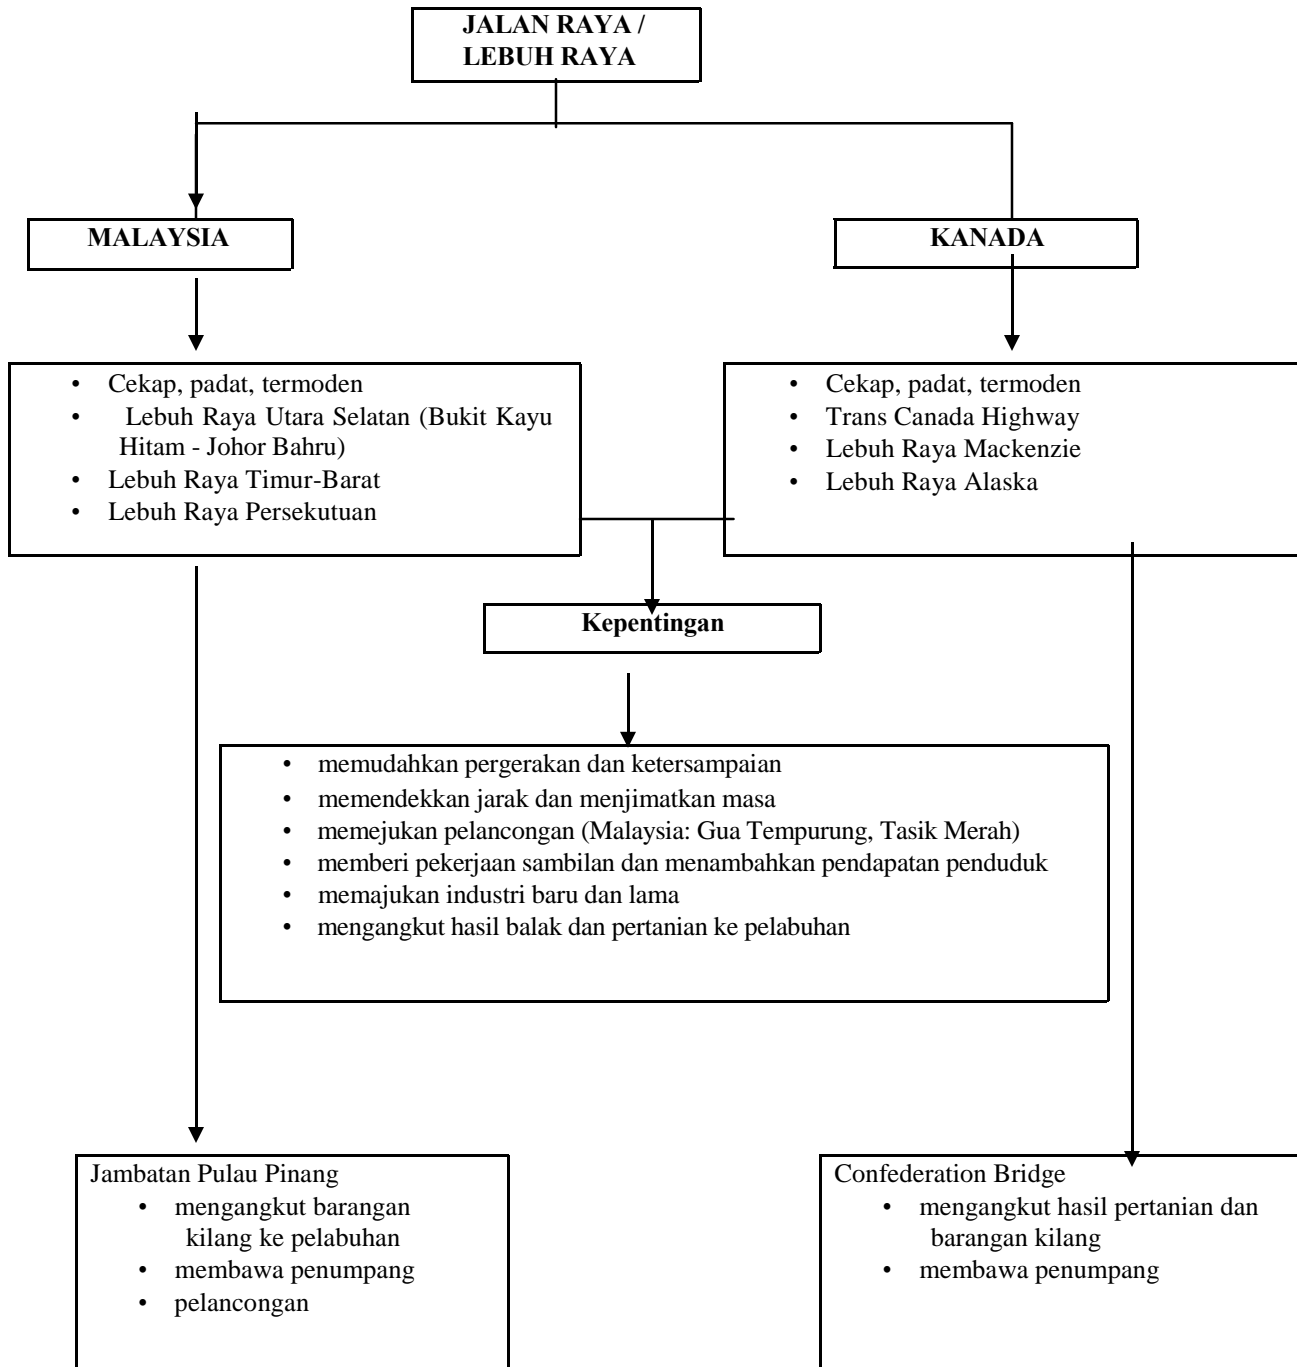 JALAN RAYA /
LEBUH RAYA
MALAYSIA
KANADA
• Cekap, padat, termoden
• Lebuh Raya Utara Selatan (Bukit Kayu
Hitam - Johor Bahru)
• Lebuh Raya Timur-Barat
• Lebuh Raya Persekutuan
• Cekap, padat, termoden
• Trans Canada Highway
• Lebuh Raya Mackenzie
• Lebuh Raya Alaska
Kepentingan
• memudahkan pergerakan dan ketersampaian
• memendekkan jarak dan menjimatkan masa
• memejukan pelancongan (Malaysia: Gua Tempurung, Tasik Merah)
• memberi pekerjaan sambilan dan menambahkan pendapatan penduduk
• memajukan industri baru dan lama
• mengangkut hasil balak dan pertanian ke pelabuhan
Jambatan Pulau Pinang
• mengangkut barangan
kilang ke pelabuhan
• membawa penumpang
• pelancongan
Confederation Bridge
• mengangkut hasil pertanian dan
barangan kilang
• membawa penumpang